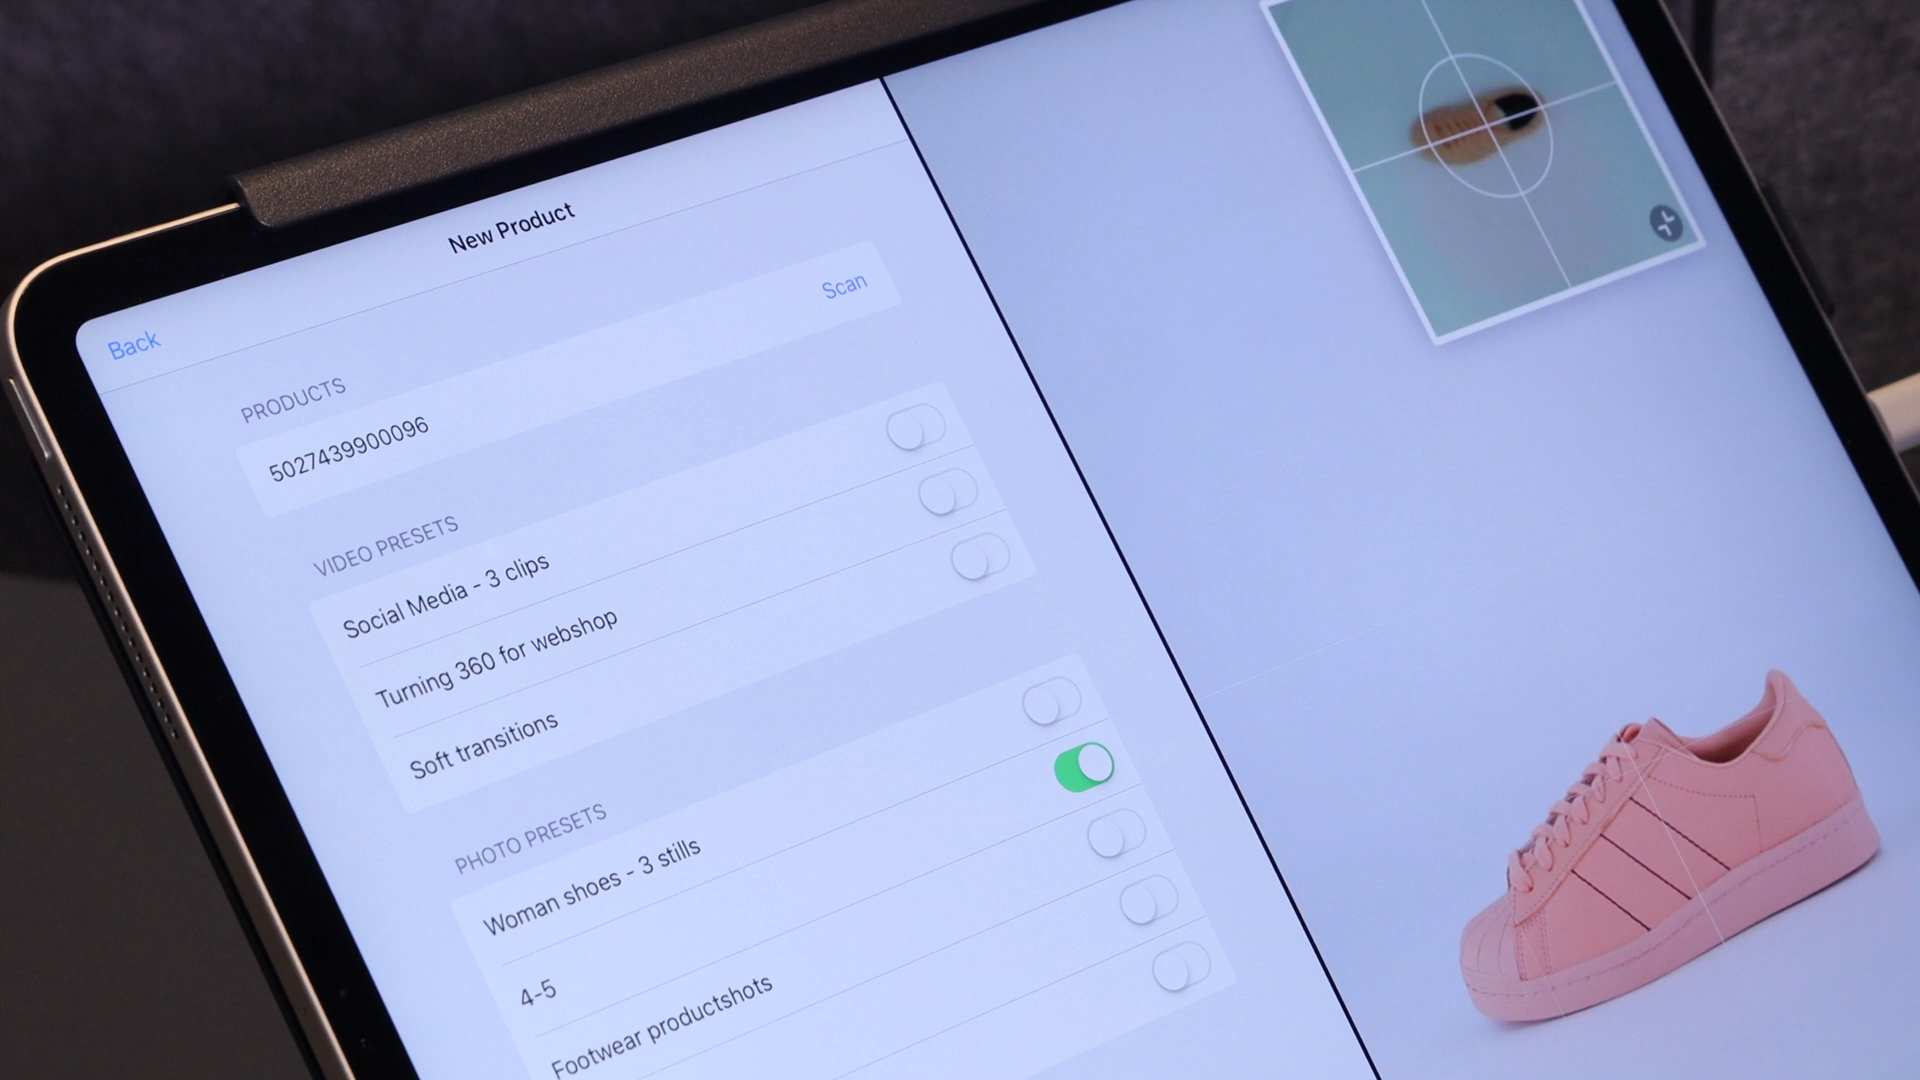 New Product
Back
Scan
PRODUCTS
5027439900096
VIDEO PRESETS
Social Media - 3 clips
Turning 360 for webshop
Soft transitions
PHOTO PRESETS
Woman shoes - 3 stills
4-5
Footwear productshots